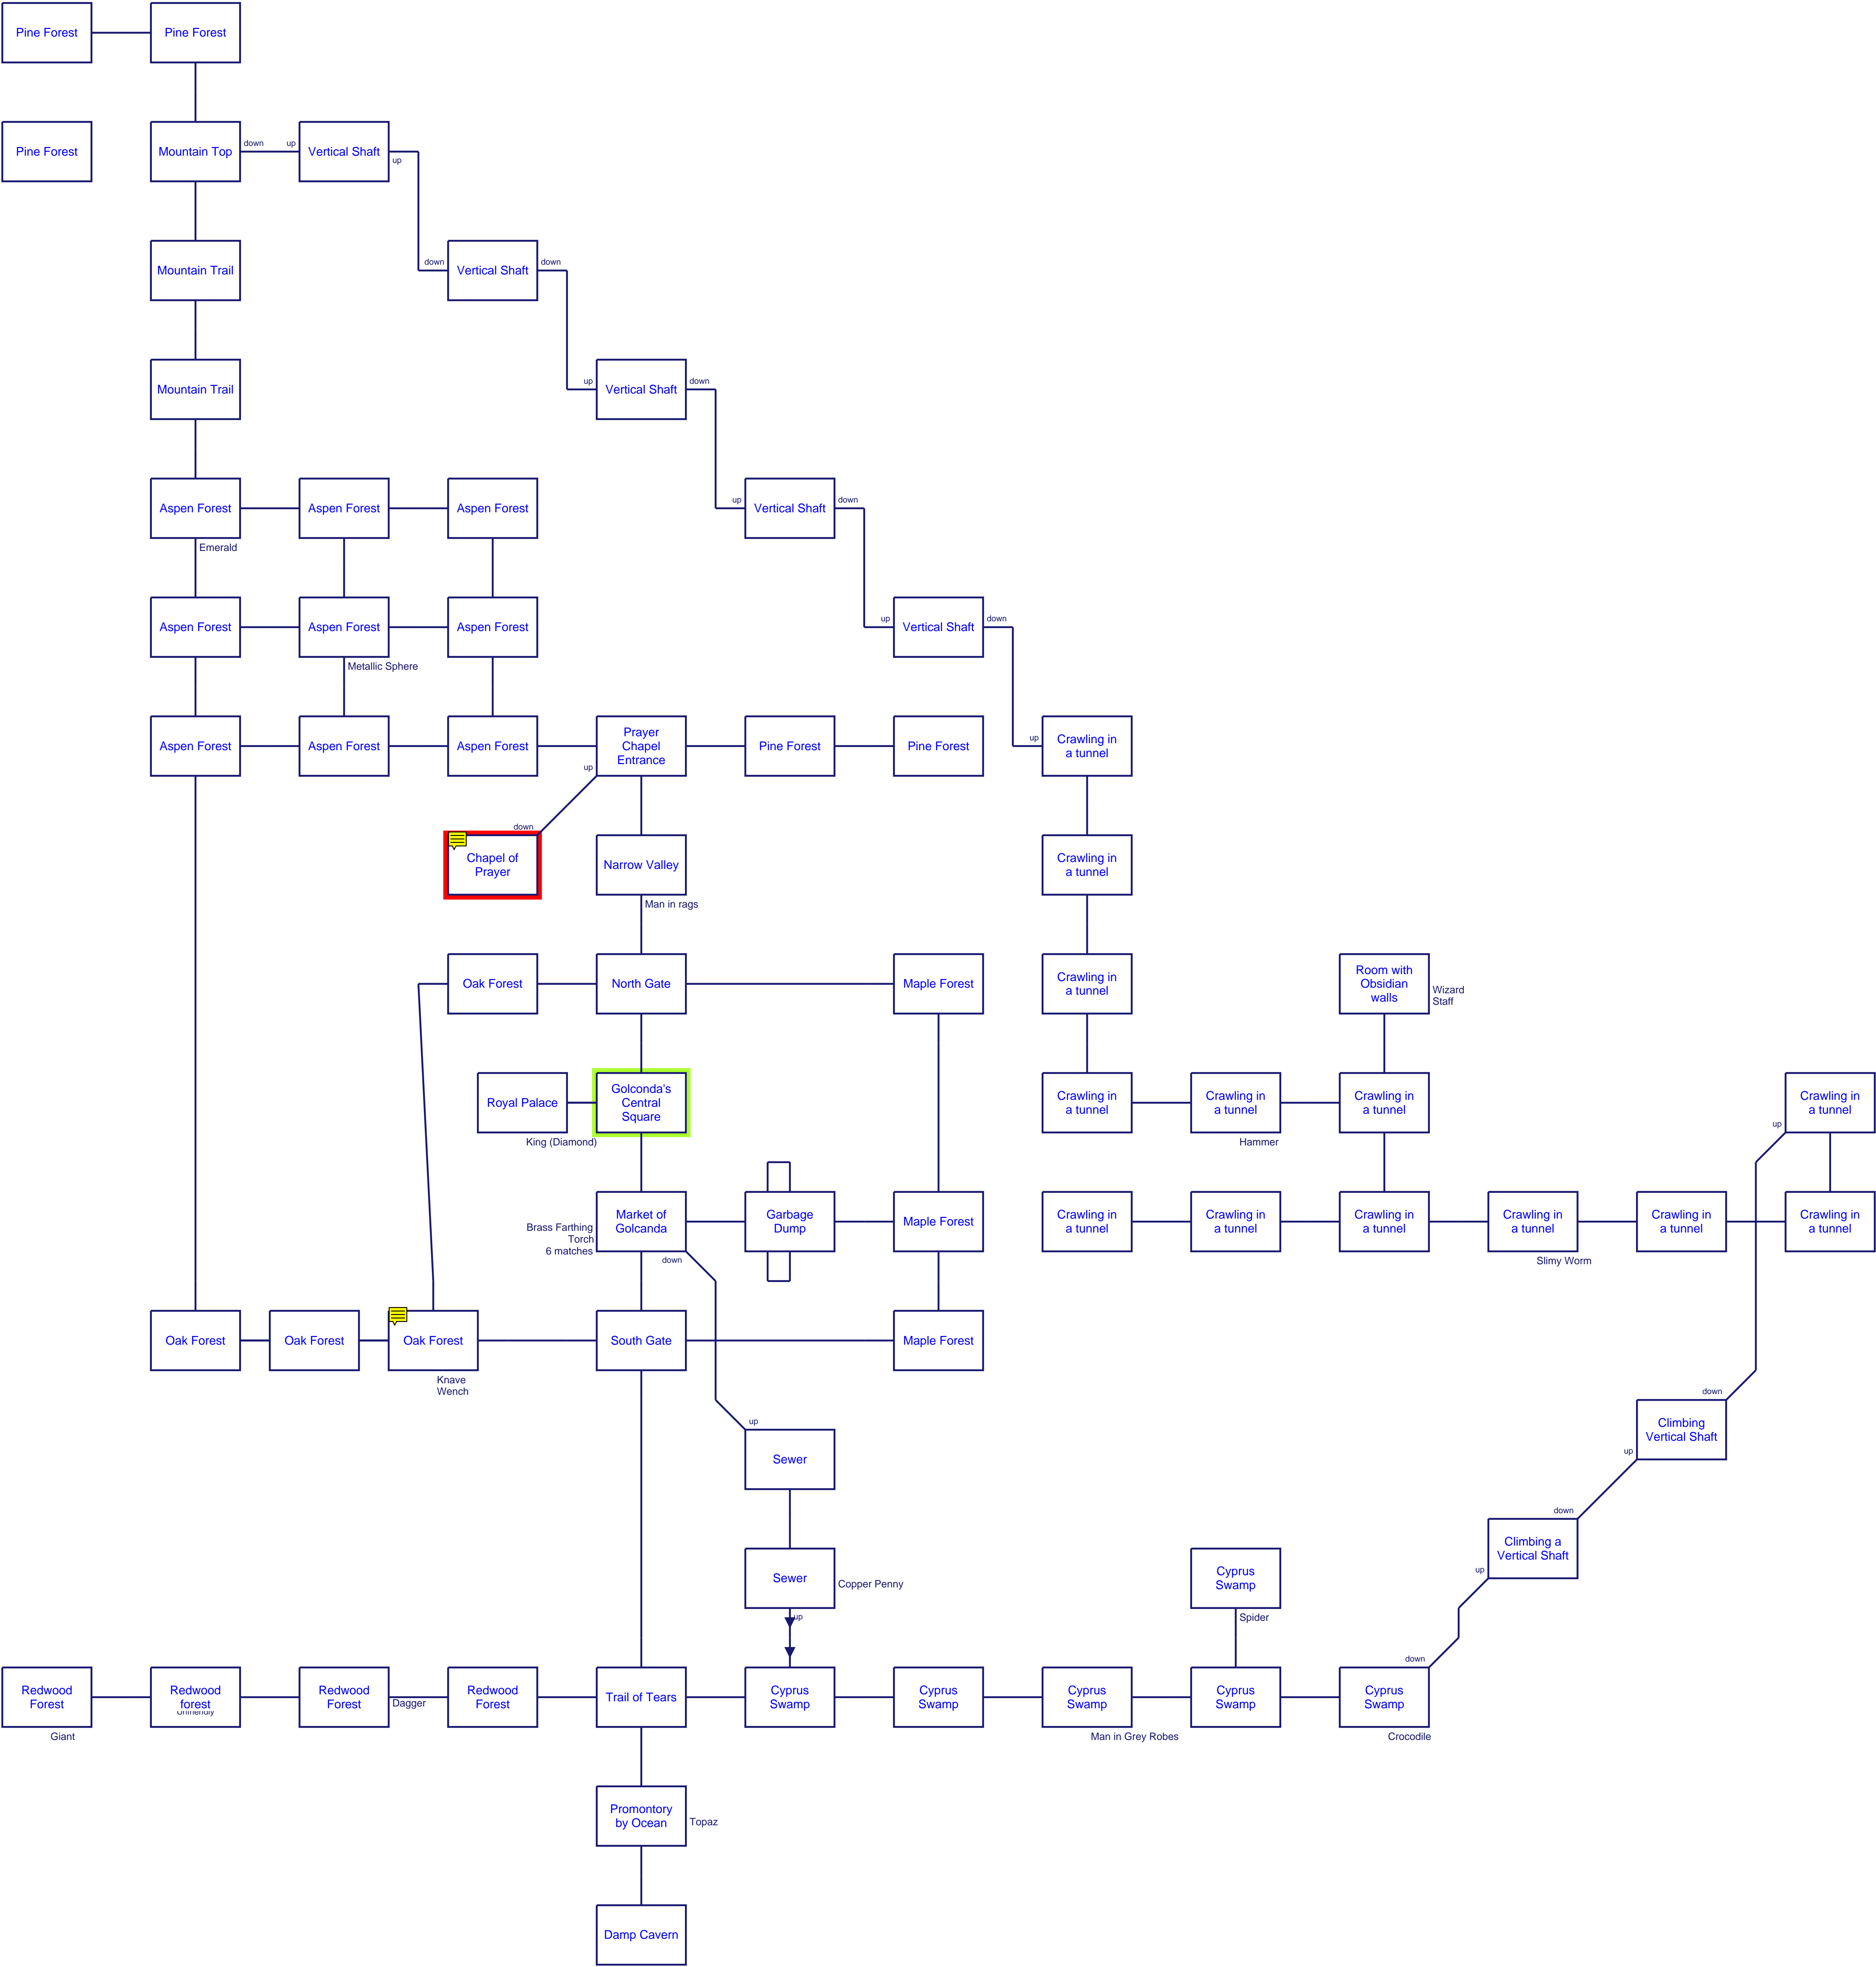 Pine Forest
Pine Forest
Pine Forest
Mountain Top
down
up
Vertical Shaft
up
Mountain Trail
down
Vertical Shaft
down
Mountain Trail
up
Vertical Shaft
down
Aspen Forest
Emerald
Aspen Forest
Aspen Forest
up
Vertical Shaft
down
Aspen Forest
Aspen Forest
Metallic Sphere
Aspen Forest
up
Vertical Shaft
down
Aspen Forest
Aspen Forest
Aspen Forest
Prayer
Chapel
Entrance
up
Pine Forest
Pine Forest
up
Crawling in
a tunnel
down
Chapel of
Prayer
Narrow Valley
Man in rags
Crawling in
a tunnel
Oak Forest
North Gate
Maple Forest
Crawling in
a tunnel
Room with
Obsidian
walls
Wizard
Staff
Royal Palace
King (Diamond)
Golconda's
Central
Square
Crawling in
a tunnel
Crawling in
a tunnel
Hammer
Crawling in
a tunnel
Crawling in
a tunnel
up
Brass Farthing
Torch
6 matches
Market of
Golcanda
down
Garbage
Dump
Maple Forest
Crawling in
a tunnel
Crawling in
a tunnel
Crawling in
a tunnel
Crawling in
a tunnel
Slimy Worm
Crawling in
a tunnel
Crawling in
a tunnel
Oak Forest
Oak Forest
Oak Forest
Knave
Wench
South Gate
Maple Forest
down
Climbing
Vertical Shaft
up
up
Sewer
down
Climbing a
Vertical Shaft
up
Sewer
Copper Penny
up
Cyprus
Swamp
Spider
down
Redwood
Forest
Giant
Redwood
forest
Unfriendly
Redwood
Forest
Dagger
Redwood
Forest
Trail of Tears
Cyprus
Swamp
Cyprus
Swamp
Cyprus
Swamp
Man in Grey Robes
Cyprus
Swamp
Cyprus
Swamp
Crocodile
Promontory
by Ocean
Topaz
Damp Cavern